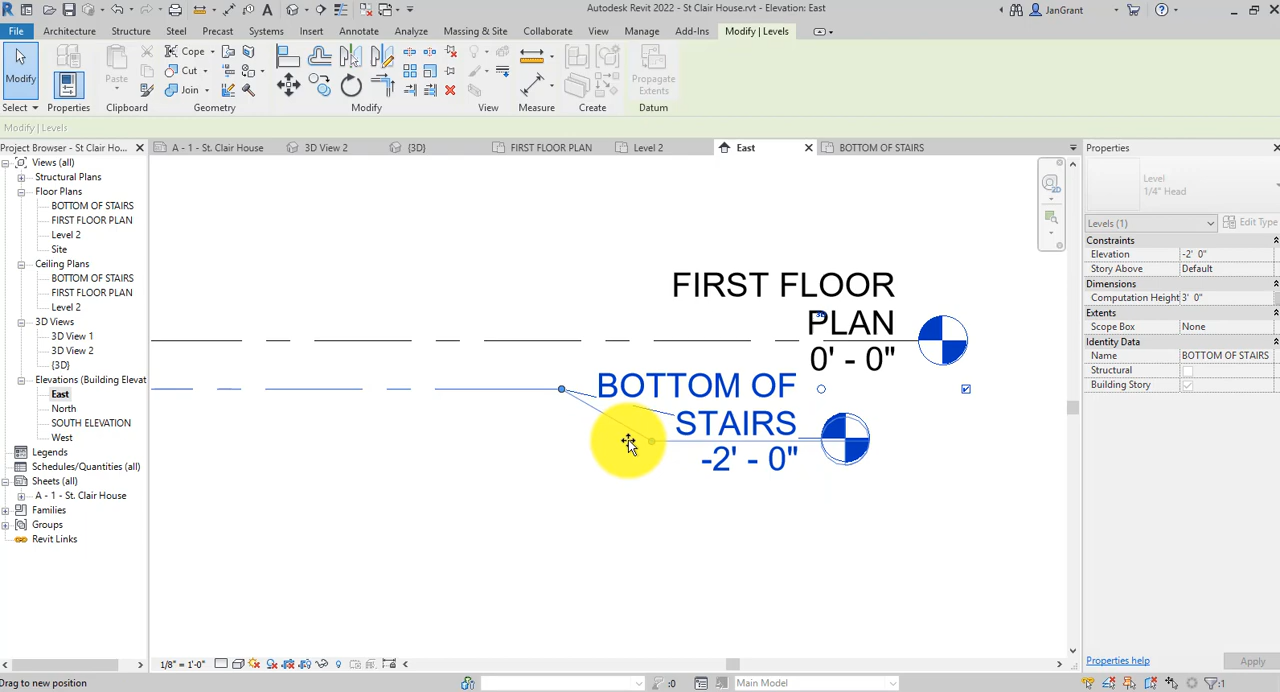 Autodesk Revit 2022 - St Clair House.rvt - Elevation: East
JanGrant
File Architecture Structure Steel Precast Systems Insert Annotate Analyze Massing & Site Collaborate View Manage Add-Ins Modify | Levels
Modify
Paste
Cope
Cut
Join
Propagate
Extents
Select Properties Clipboard Geometry Modify View Measure Create Datum
Modify | Levels
Project Browser - St Clair Ho...
A - 1 - St. Clair House
3D View 2
{3D}
FIRST FLOOR PLAN
Level 2
East
BOTTOM OF STAIRS
Properties
Views (all)
Structural Plans
Floor Plans
BOTTOM OF STAIRS
FIRST FLOOR PLAN
Level 2
Site
Ceiling Plans
BOTTOM OF STAIRS
FIRST FLOOR PLAN
Level 2
3D Views
3D View 1
3D View 2
{3D}
Elevations (Building Elevat
East
North
SOUTH ELEVATION
West
Legends
Schedules/Quantities (all)
Sheets (all)
A - 1 - St. Clair House
Families
Groups
Revit Links
FIRST FLOOR
PLAN
0' - 0"
BOTTOM OF
STAIRS
-2' - 0"
Level
1/4" Head
Levels (1)
Edit Type
Constraints
Elevation -2' 0"
Story Above Default
Dimensions
Computation Height 3' 0"
Extents
Scope Box None
Identity Data
Name BOTTOM OF STAIRS
Structural
Building Story
Properties help
Apply
1/8" = 1'-0"
Drag to new position
:0
Main Model
:1